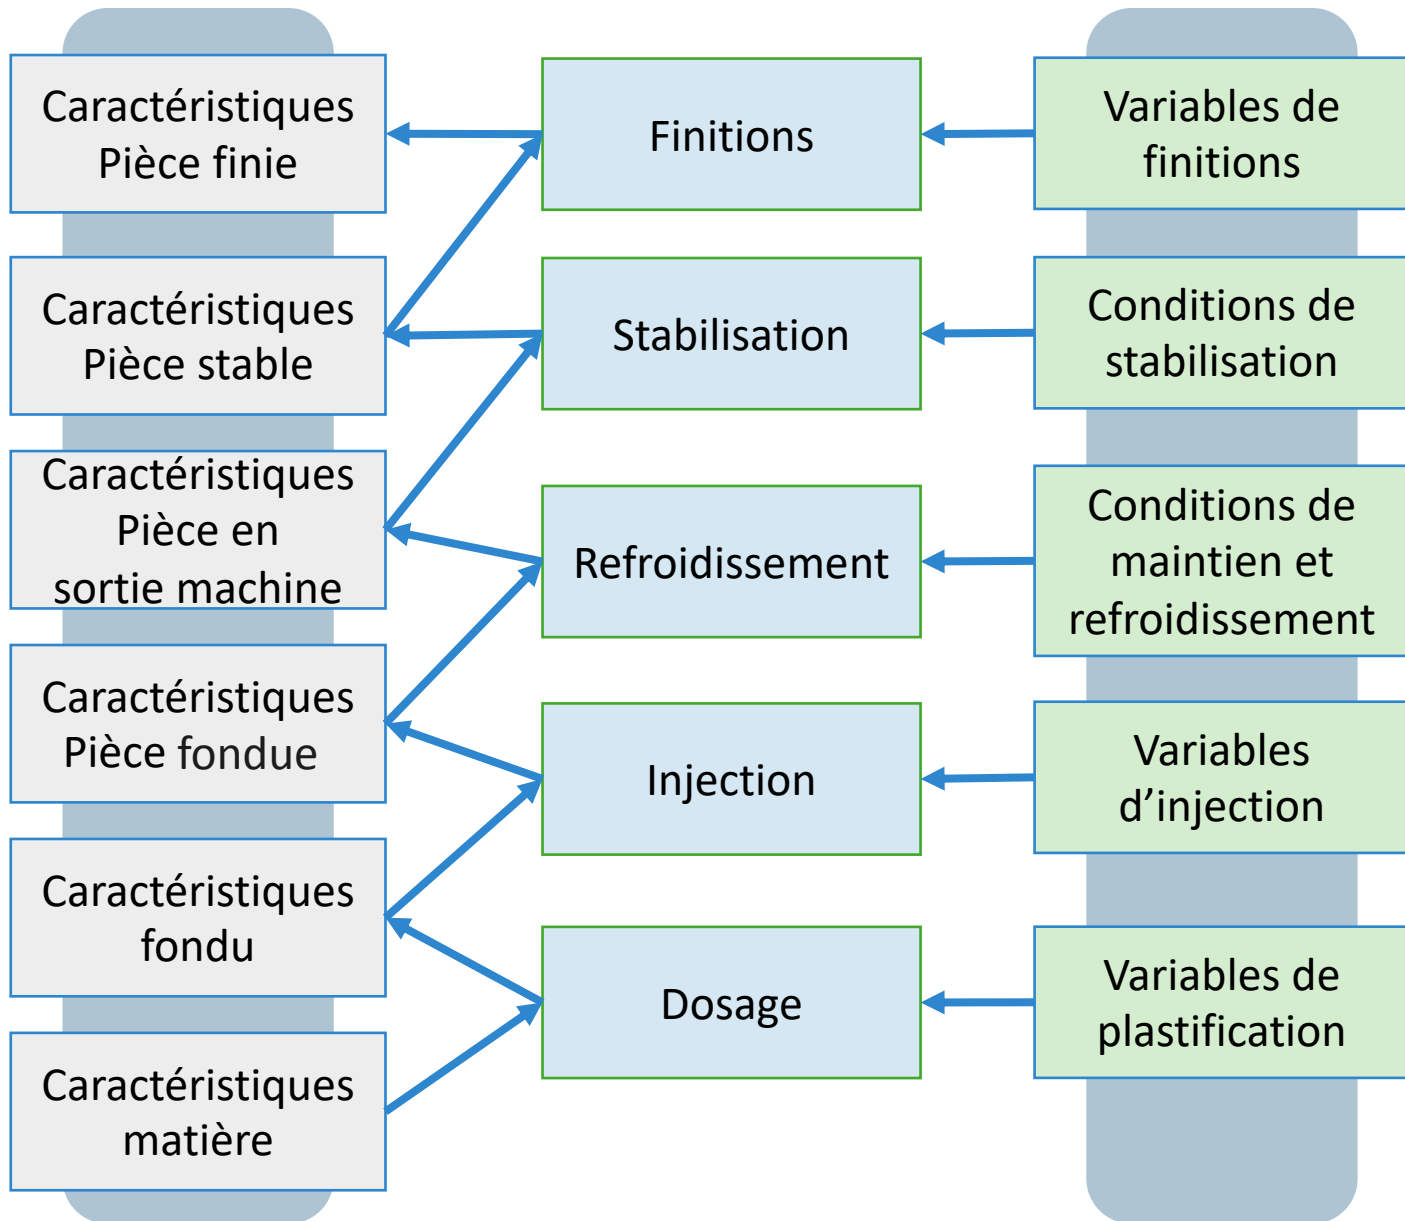 Caractéristiques
Pièce finie
Finitions
Variables de
finitions
Caractéristiques
Pièce stable
Stabilisation
Conditions de
stabilisation
Caractéristiques
Pièce en
sortie machine
Refroidissement
Conditions de
maintien et
refroidissement
Caractéristiques
Pièce fondue
Injection
Variables
d’injection
Caractéristiques
fondu
Dosage
Variables de
plastification
Caractéristiques
matière